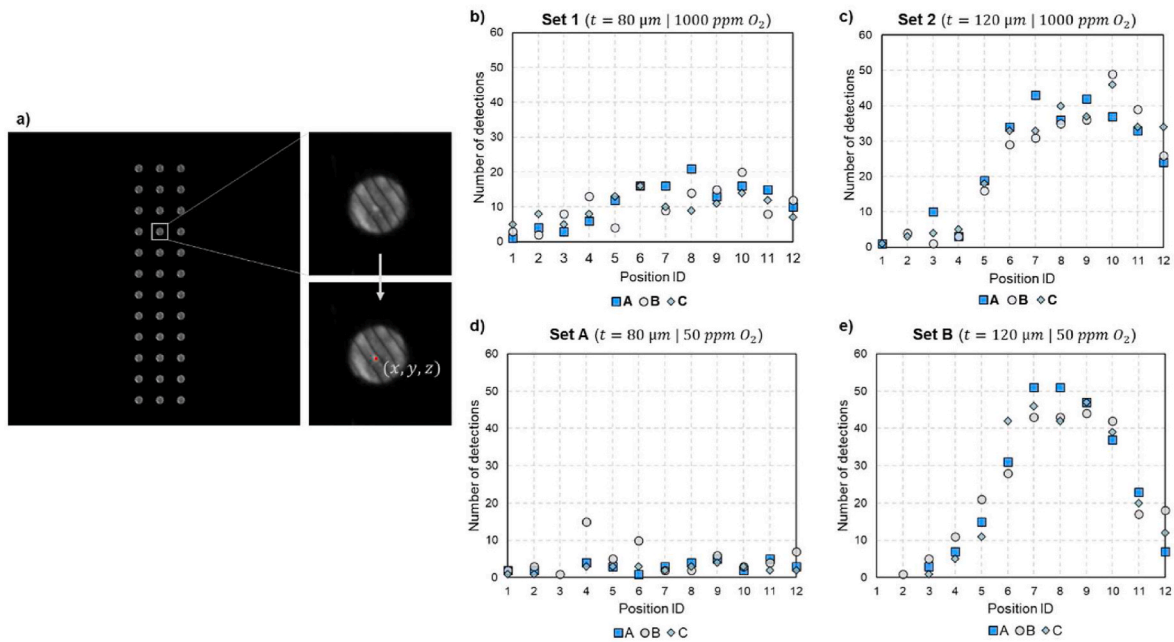 a)
(x, y, z)
b)
Set 1 (t = 80 μm | 1000 ppm O₂)
Number of detections
60
50
40
30
20
10
0
1 2 3 4 5 6 7 8 9 10 11 12
Position ID
A B C
c)
Set 2 (t = 120 μm | 1000 ppm O₂)
Number of detections
60
50
40
30
20
10
0
1 2 3 4 5 6 7 8 9 10 11 12
Position ID
A B C
d)
Set A (t = 80 μm | 50 ppm O₂)
Number of detections
60
50
40
30
20
10
0
1 2 3 4 5 6 7 8 9 10 11 12
Position ID
A B C
e)
Set B (t = 120 μm | 50 ppm O₂)
Number of detections
60
50
40
30
20
10
0
1 2 3 4 5 6 7 8 9 10 11 12
Position ID
A B C